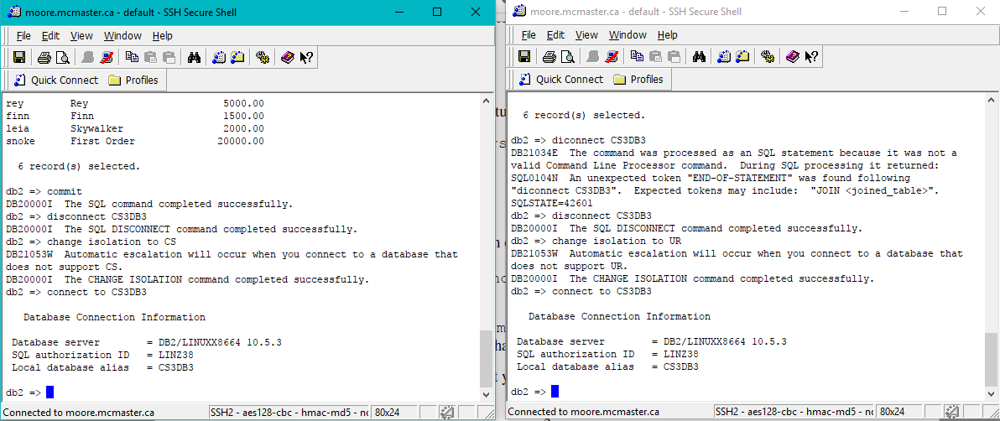 moore.mcmaster.ca - default - SSH Secure Shell
File Edit View Window Help
Quick Connect Profiles
rey Rey 5000.00
finn Finn 1500.00
leia Skywalker 2000.00
snoke First Order 20000.00
6 record(s) selected.
db2 => commit
DB20000I The SQL command completed successfully.
db2 => disconnect CS3DB3
DB20000I The SQL DISCONNECT command completed successfully.
db2 => change isolation to CS
DB21053W Automatic escalation will occur when you connect to a database that
does not support CS.
DB20000I The CHANGE ISOLATION command completed successfully.
db2 => connect to CS3DB3
Database Connection Information
Database server = DB2/LINUXX8664 10.5.3
SQL authorization ID = LINZ38
Local database alias = CS3DB3
db2 =>
Connected to moore.mcmaster.ca SSH2 - aes128-cbc - hmac-md5 - 80x24
moore.mcmaster.ca - default - SSH Secure Shell
File Edit View Window Help
Quick Connect Profiles
6 record(s) selected.
db2 => diconnect CS3DB3
DB21034E The command was processed as an SQL statement because it was not a
valid Command Line Processor command. During SQL processing it returned:
SQL0104N An unexpected token "END-OF-STATEMENT" was found following
"diconnect CS3DB3". Expected tokens may include: "JOIN <joined_table>".
SQLSTATE=42601
db2 => disconnect CS3DB3
DB20000I The SQL DISCONNECT command completed successfully.
db2 => change isolation to UR
DB21053W Automatic escalation will occur when you connect to a database that
does not support UR.
DB20000I The CHANGE ISOLATION command completed successfully.
db2 => connect to CS3DB3
Database Connection Information
Database server = DB2/LINUXX8664 10.5.3
SQL authorization ID = LINZ38
Local database alias = CS3DB3
db2 =>
Connected to moore.mcmaster.ca SSH2 - aes128-cbc - hmac-md5 - 80x24